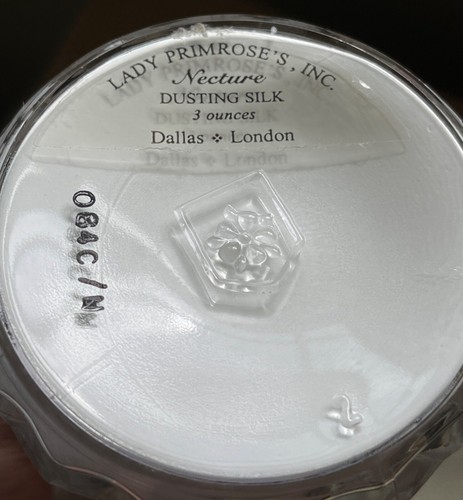 LADY PRIMROSE'S, INC.
Necture
DUSTING SILK
3 ounces
Dallas ❖ London
084C/N